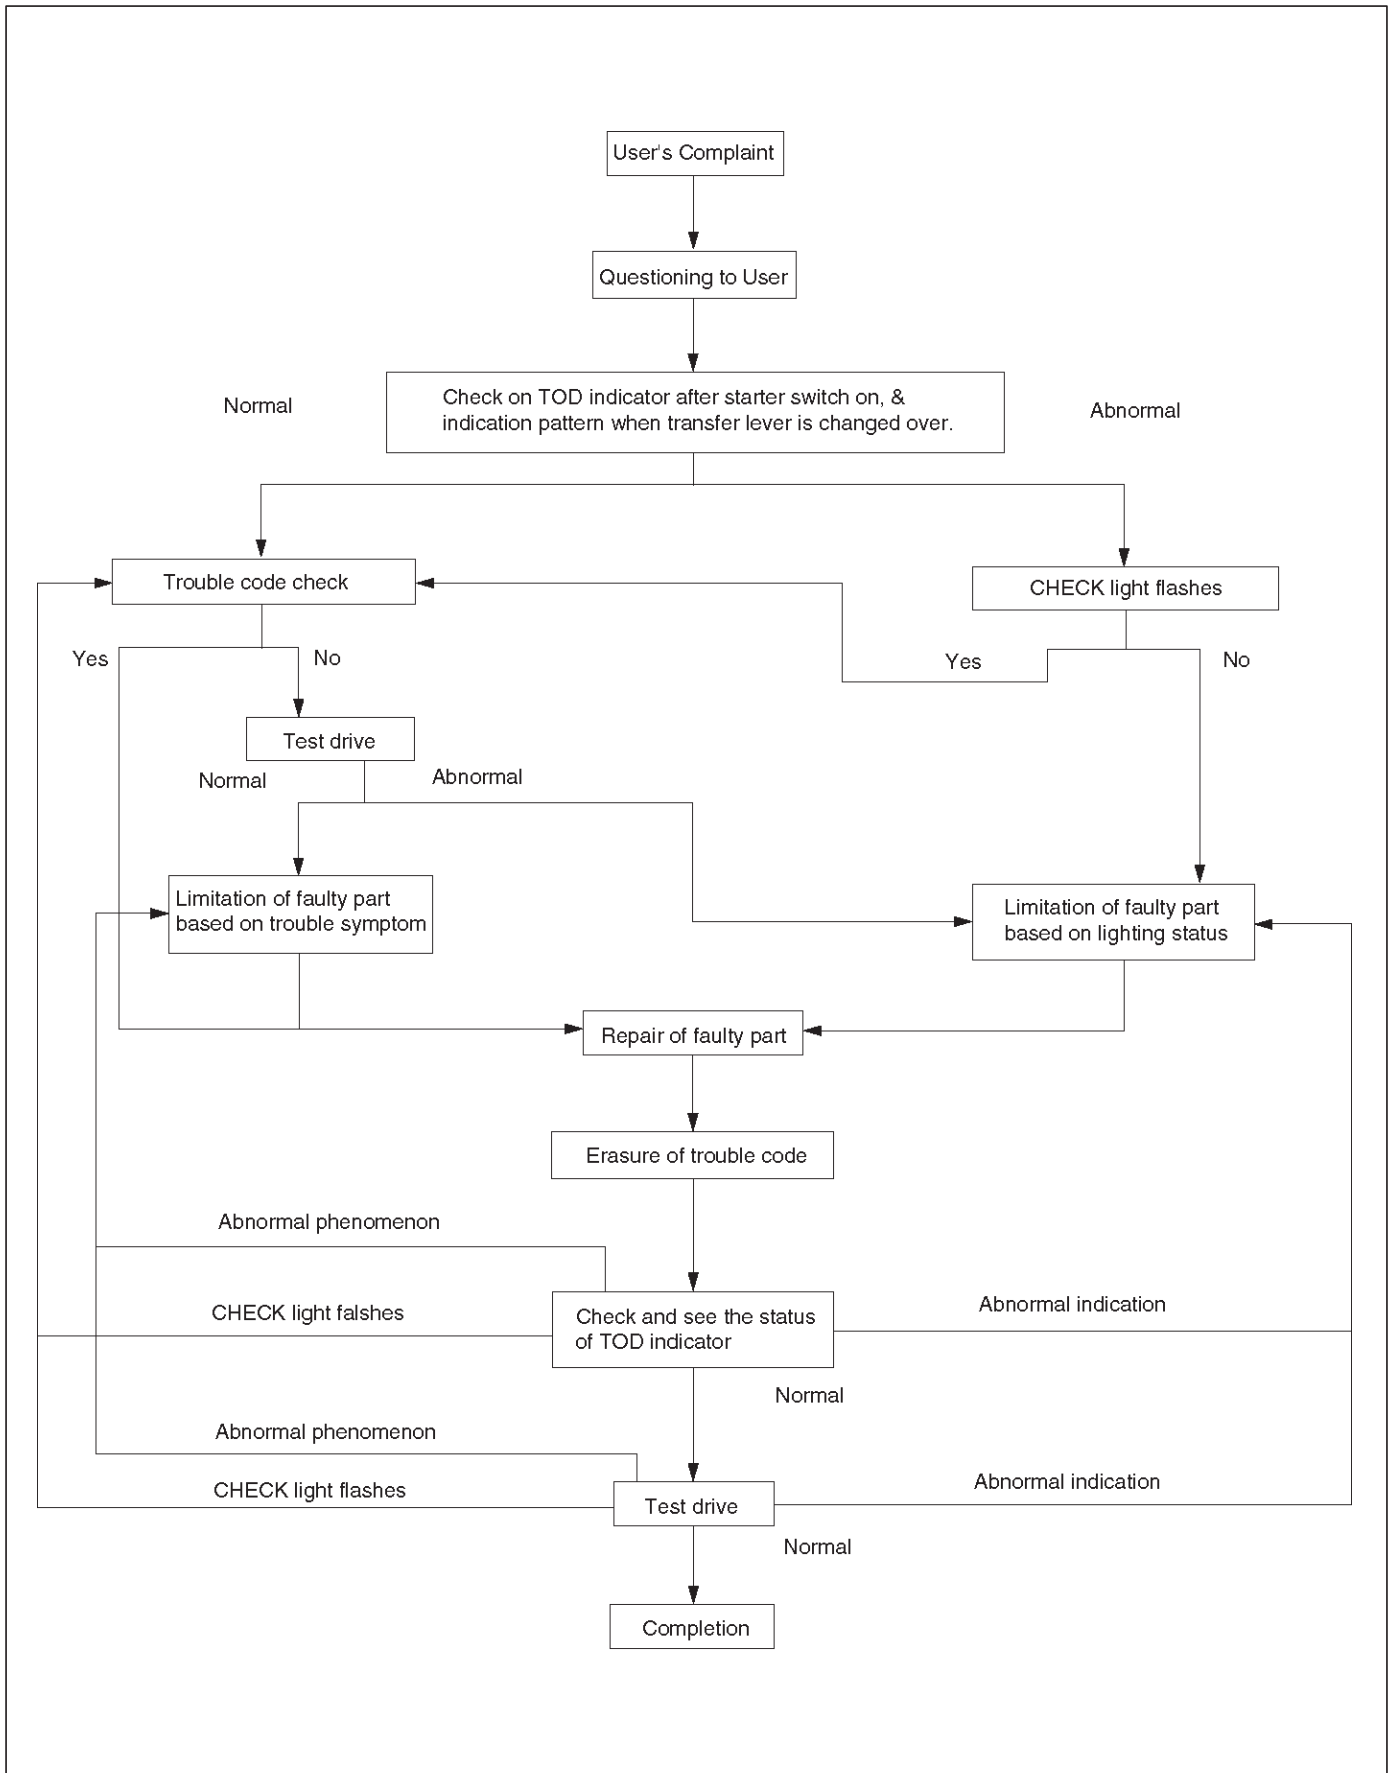 User's Complaint
Questioning to User
Normal
Check on TOD indicator after starter switch on, &
indication pattern when transfer lever is changed over.
Abnormal
Trouble code check
CHECK light flashes
Yes
No
Yes
No
Test drive
Normal
Abnormal
Limitation of faulty part
based on trouble symptom
Limitation of faulty part
based on lighting status
Repair of faulty part
Erasure of trouble code
Abnormal phenomenon
CHECK light falshes
Check and see the status
of TOD indicator
Abnormal indication
Normal
Abnormal phenomenon
CHECK light flashes
Test drive
Abnormal indication
Normal
Completion